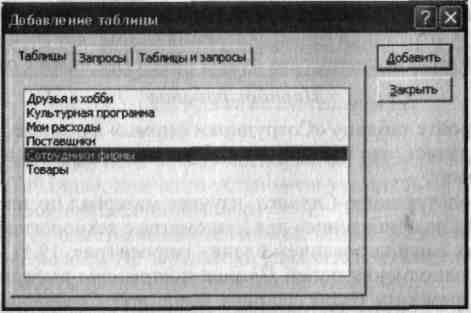 Добавление таблицы
Таблицы Запросы Таблицы и запросы
Добавить
Закрыть
Друзья и хобби
Культурная программа
Мои расходы
Поставщики
Сотрудники фирмы
Товары